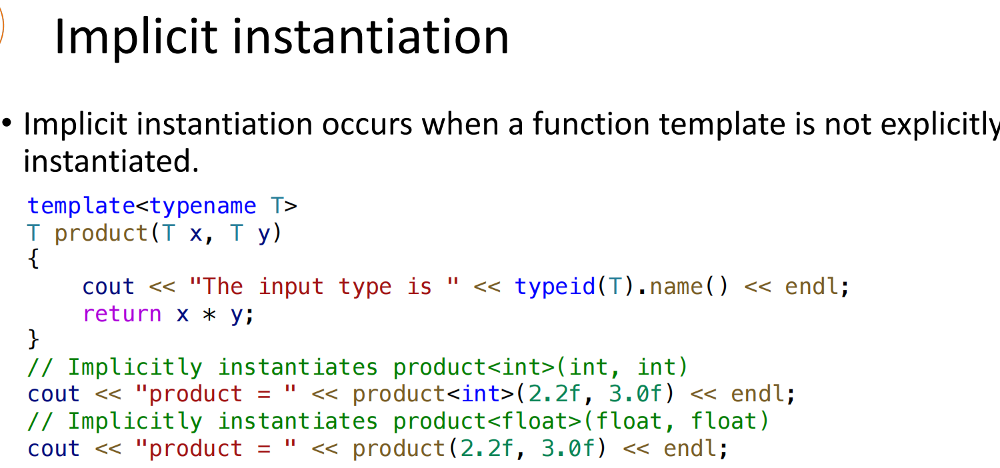 Implicit instantiation
• Implicit instantiation occurs when a function template is not explicitly
instantiated.
template<typename T>
T product(T x, T y)
{
    cout << "The input type is " << typeid(T).name() << endl;
    return x * y;
}
// Implicitly instantiates product<int>(int, int)
cout << "product = " << product<int>(2.2f, 3.0f) << endl;
// Implicitly instantiates product<float>(float, float)
cout << "product = " << product(2.2f, 3.0f) << endl;